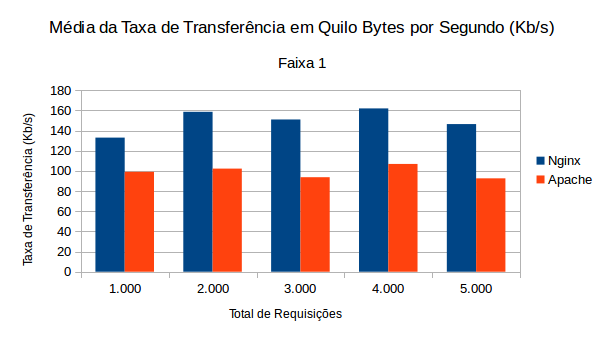 Média da Taxa de Transferência em Quilo Bytes por Segundo (Kb/s)
Faixa 1
Taxa de Transferência (Kb/s)
180
160
140
120
100
80
60
40
20
0
1.000 2.000 3.000 4.000 5.000
Total de Requisições
Nginx
Apache